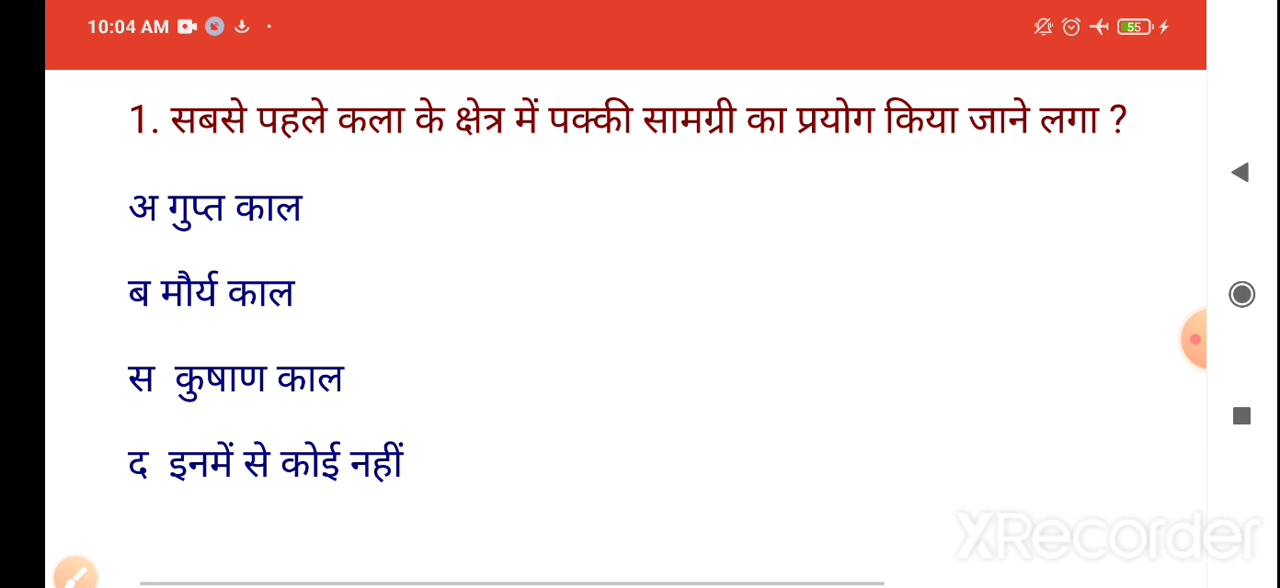 10:04 AM
55
1. सबसे पहले कला के क्षेत्र में पक्की सामग्री का प्रयोग किया जाने लगा ?
अ गुप्त काल
ब मौर्य काल
स कुषाण काल
द इनमें से कोई नहीं
XRecorder